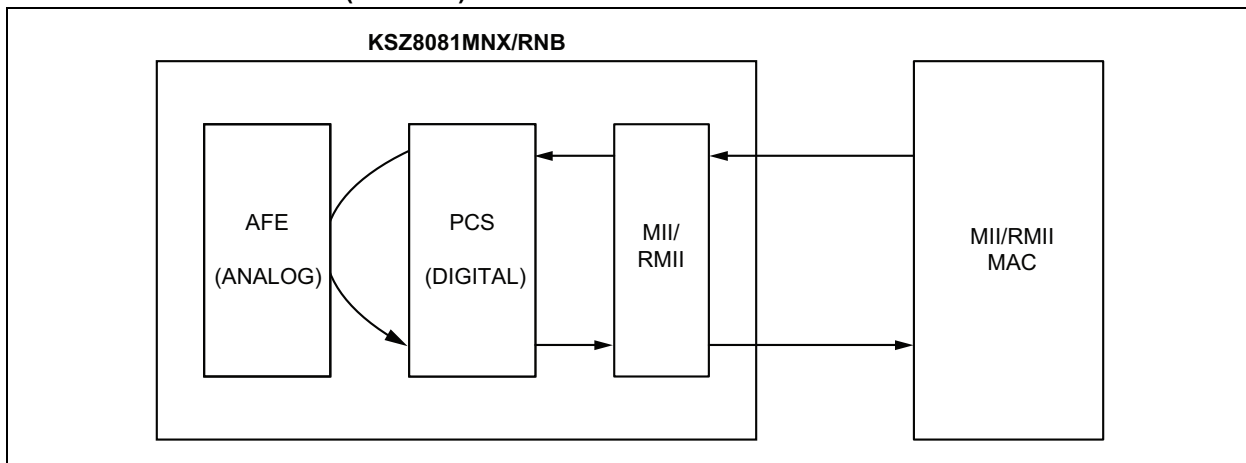 KSZ8081MNX/RNB
AFE
(ANALOG)
PCS
(DIGITAL)
MII/
RMII
MII/RMII
MAC